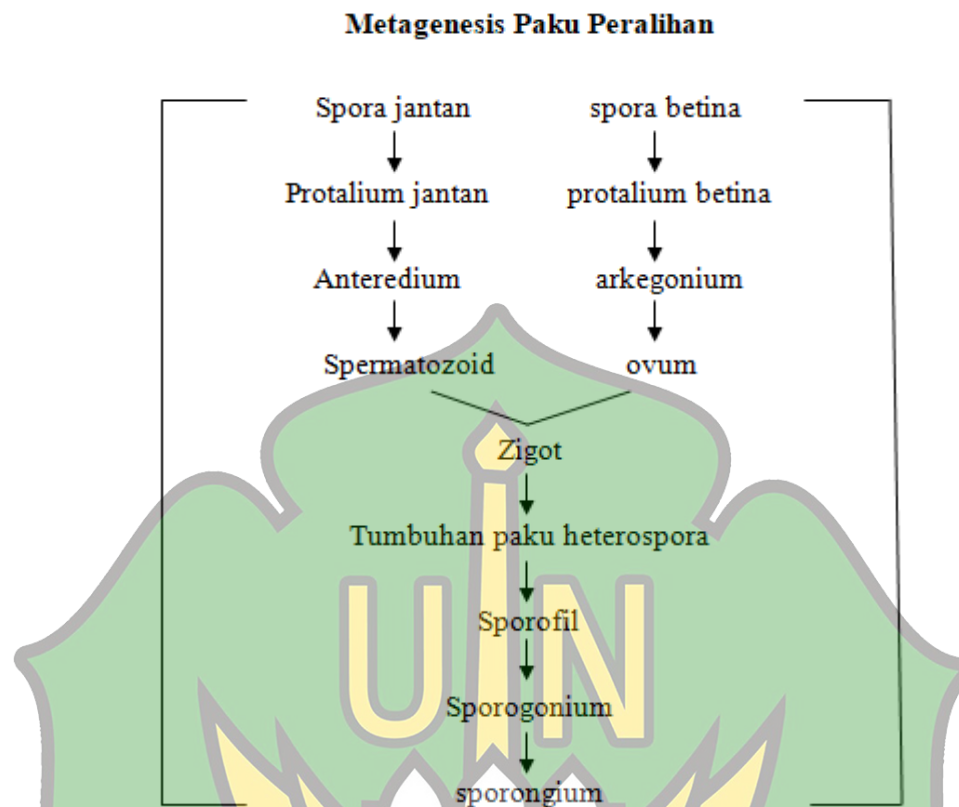 Metagenesis Paku Peralihan
Spora jantan spora betina
Protalium jantan protalium betina
Anteredium arkegonium
Spermatozoid ovum
Zigot
Tumbuhan paku heterospora
Sporofil
Sporogonium
sporongium
UIN